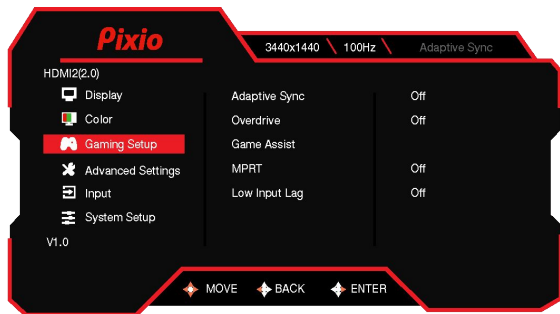 Pixio
3440x1440 \ 100Hz \ Adaptive Sync
HDMI2(2.0)
Display
Color
Gaming Setup
Advanced Settings
Input
System Setup
V1.0
Adaptive Sync Off
Overdrive Off
Game Assist
MPRT Off
Low Input Lag Off
MOVE BACK ENTER